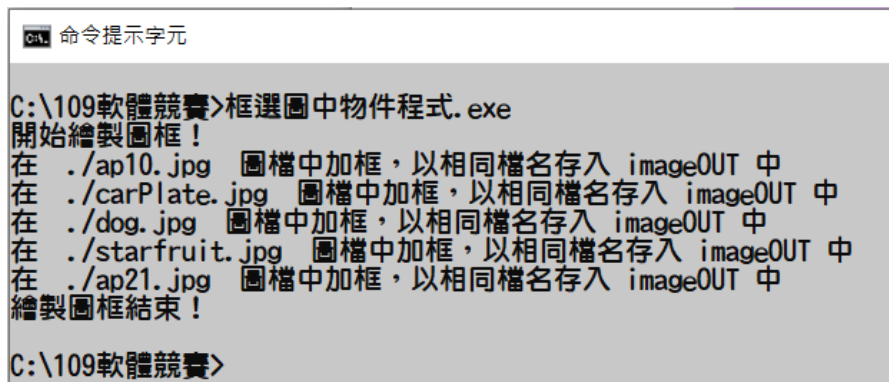 命令提示字元
C:\109軟體競賽>框選圖中物件程式.exe
開始繪製圖框！
在 ./ap10.jpg 圖檔中加框，以相同檔名存入 imageOUT 中
在 ./carPlate.jpg 圖檔中加框，以相同檔名存入 imageOUT 中
在 ./dog.jpg 圖檔中加框，以相同檔名存入 imageOUT 中
在 ./starfruit.jpg 圖檔中加框，以相同檔名存入 imageOUT 中
在 ./ap21.jpg 圖檔中加框，以相同檔名存入 imageOUT 中
繪製圖框結束！
C:\109軟體競賽>